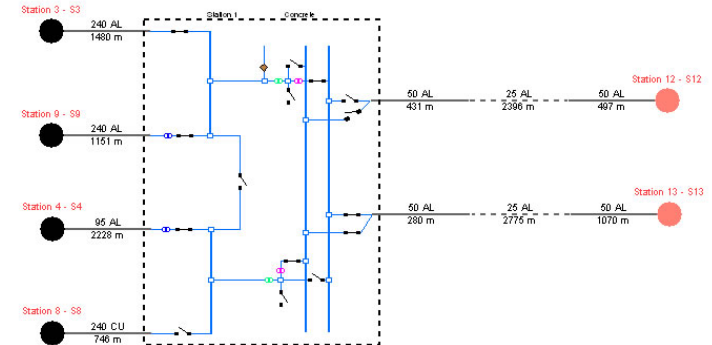 Station 3 - S3
240 AL
1480 m
Station 1
Concrete
Station 9 - S9
240 AL
1151 m
Station 12 - S12
50 AL
431 m
25 AL
2396 m
50 AL
497 m
Station 4 - S4
95 AL
2228 m
Station 13 - S13
50 AL
280 m
25 AL
2775 m
50 AL
1070 m
Station 8 - S8
240 CU
746 m